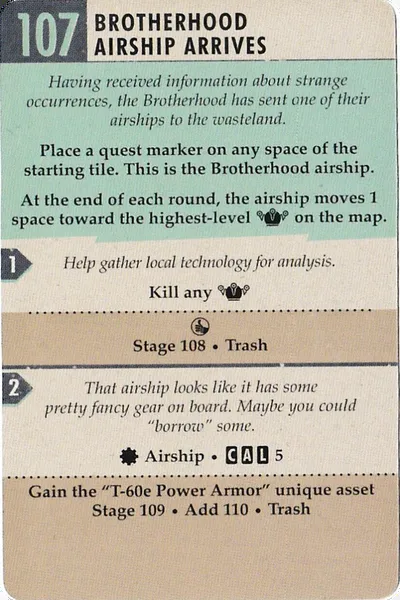 107
BROTHERHOOD
AIRSHIP ARRIVES
Having received information about strange
occurrences, the Brotherhood has sent one of their
airships to the wasteland.
Place a quest marker on any space of the
starting tile. This is the Brotherhood airship.
At the end of each round, the airship moves 1
space toward the highest-level on the map.
1
Help gather local technology for analysis.
Kill any
Stage 108 • Trash
2
That airship looks like it has some
pretty fancy gear on board. Maybe you could
“borrow” some.
Airship • C A L 5
Gain the “T-60e Power Armor” unique asset
Stage 109 • Add 110 • Trash